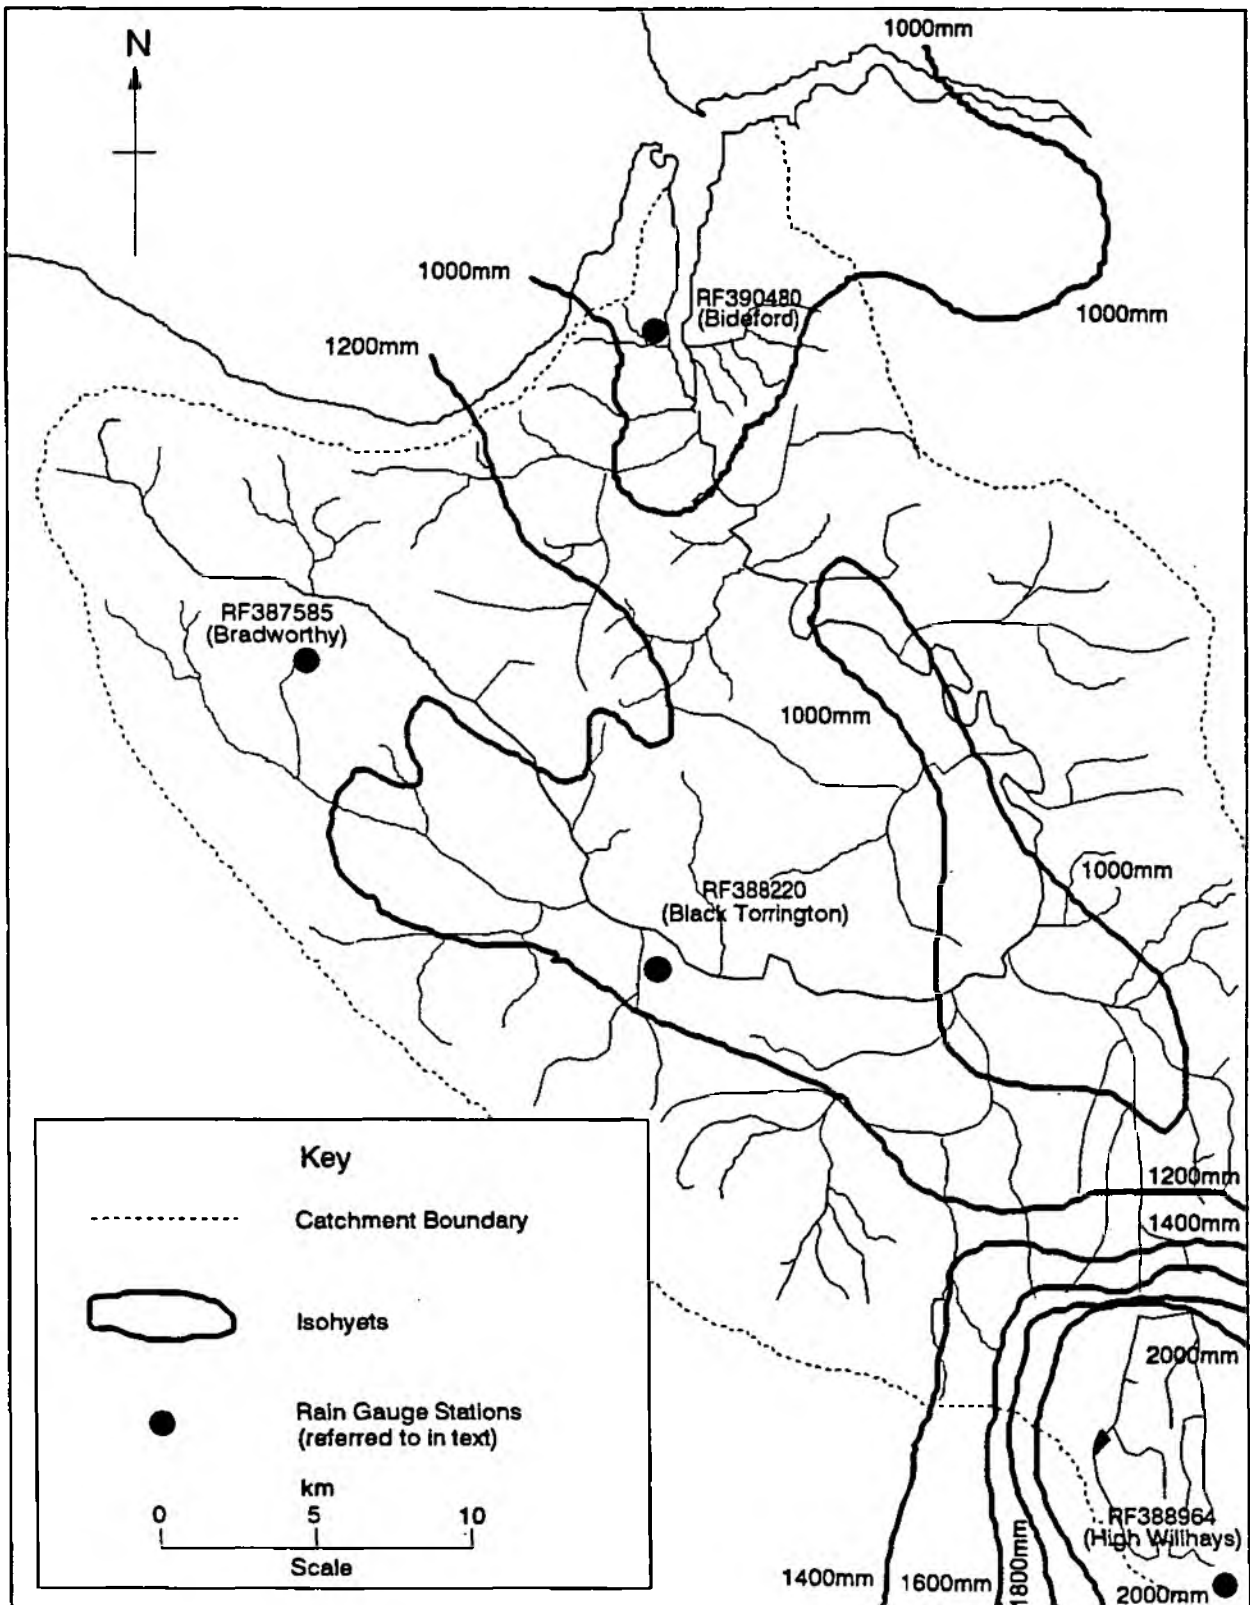 1000mm
N
1000mm
RF390480
(Bideford)
1000mm
1200mm
RF387585
(Bradworthy)
1000mm
1000mm
RF388220
(Black Torrington)
Key
Catchment Boundary
1200mm
1400mm
Isohyets
2000mm
Rain Gauge Stations
(referred to in text)
km
0 5 10
Scale
RF388964
(High Willhays)
1400mm
1600mm
1800mm
2000mm